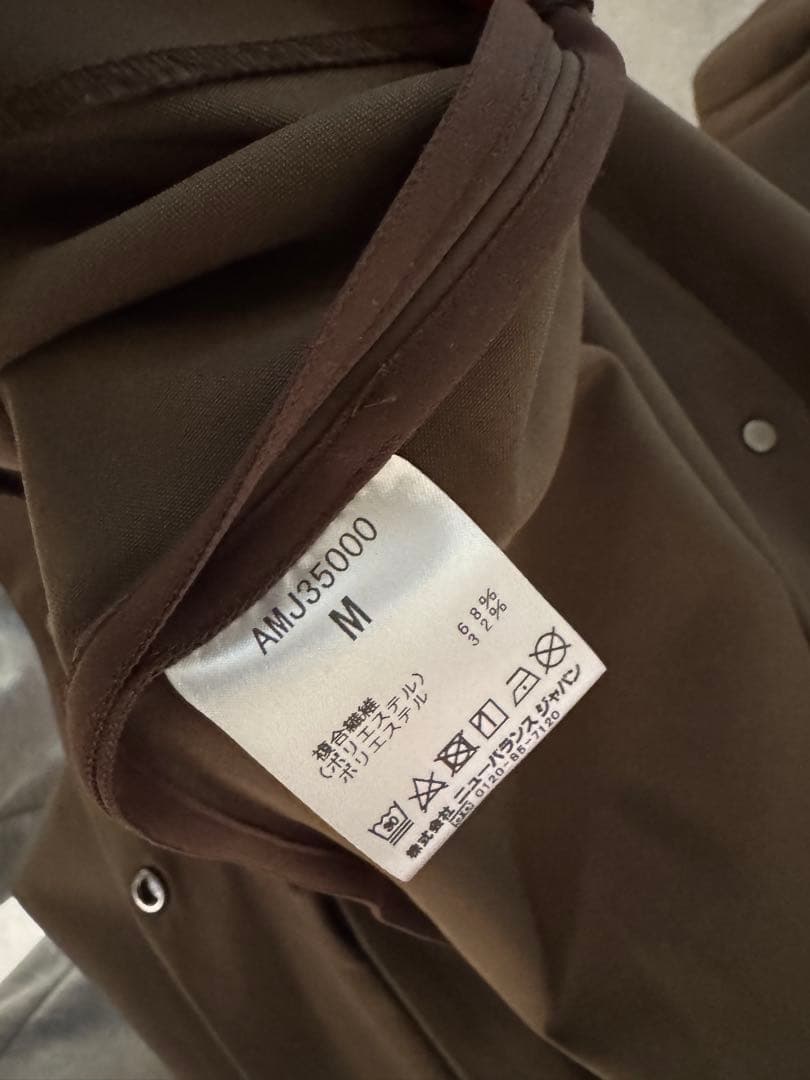 AMJ35000
M
複合繊維
(ポリエステル) 68%
ポリエステル 32%
30
株式会社 ニューバランス ジャパン
0120-85-7120